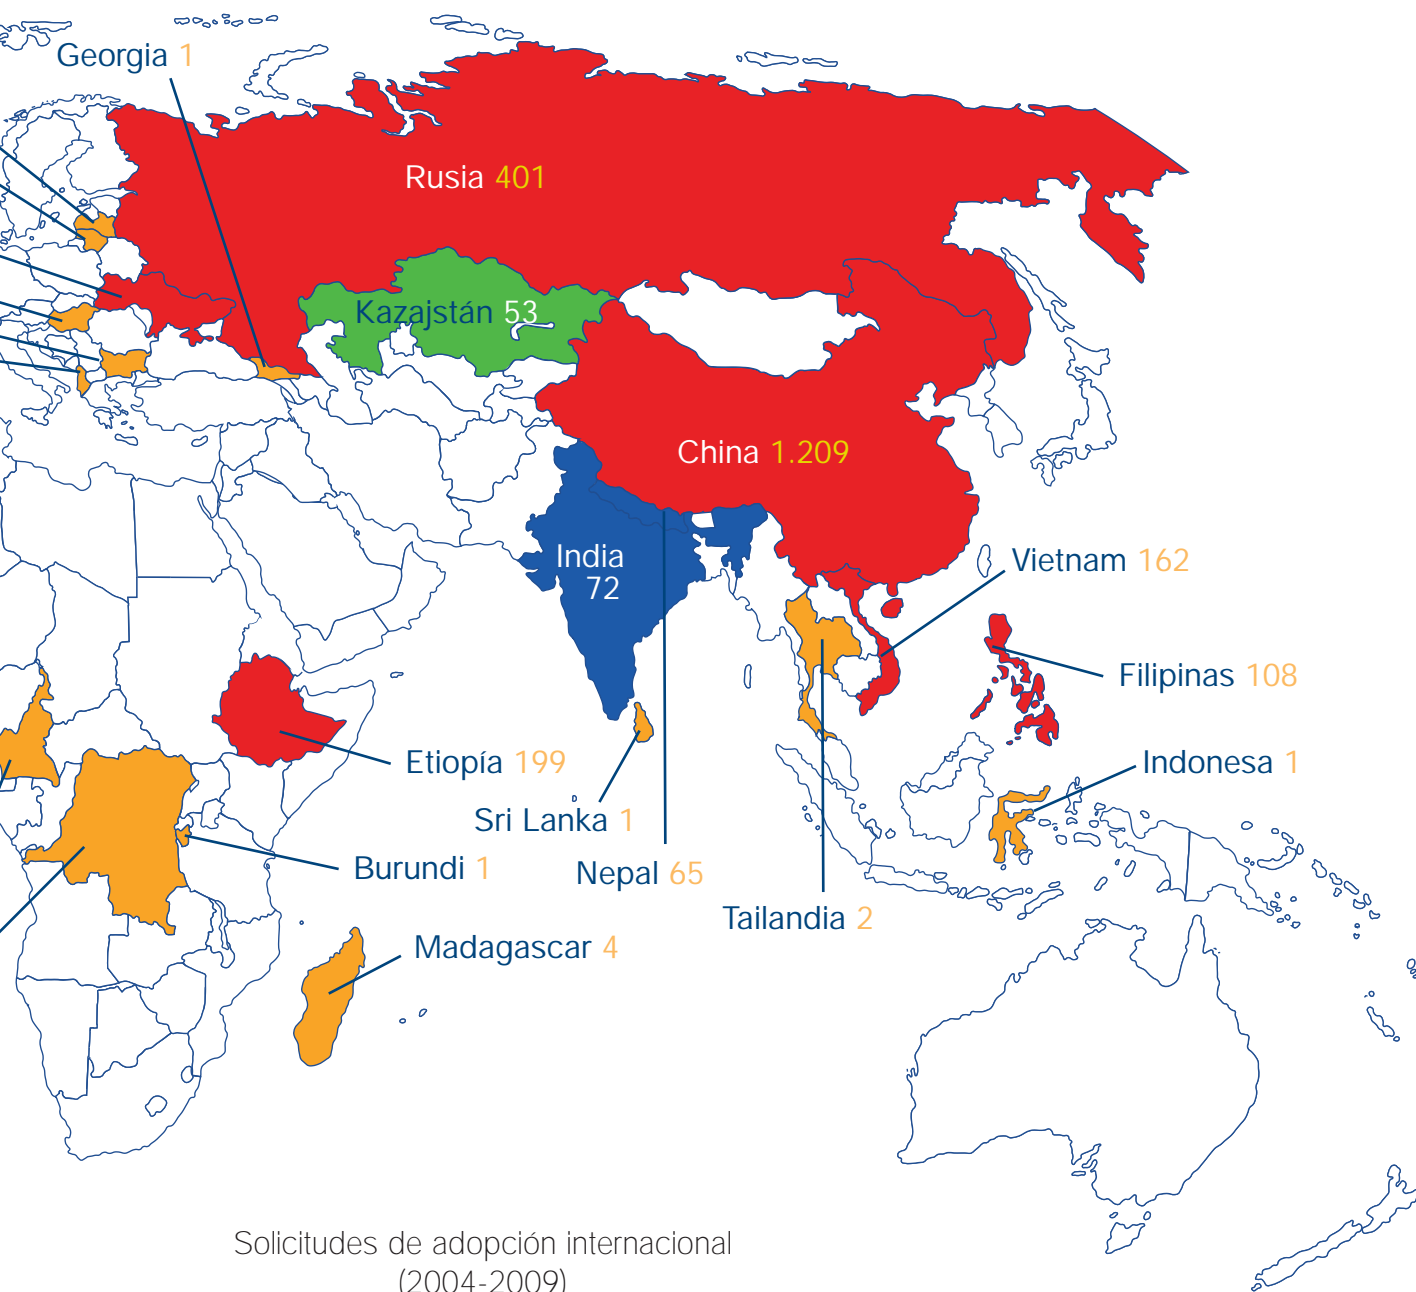 Georgia 1
Rusia 401
Kazajstán 53
China 1.209
India
72
Vietnam 162
Filipinas 108
Etiopía 199
Indonesa 1
Sri Lanka 1
Burundi 1
Nepal 65
Tailandia 2
Madagascar 4
Solicitudes de adopción internacional
(2004-2009)